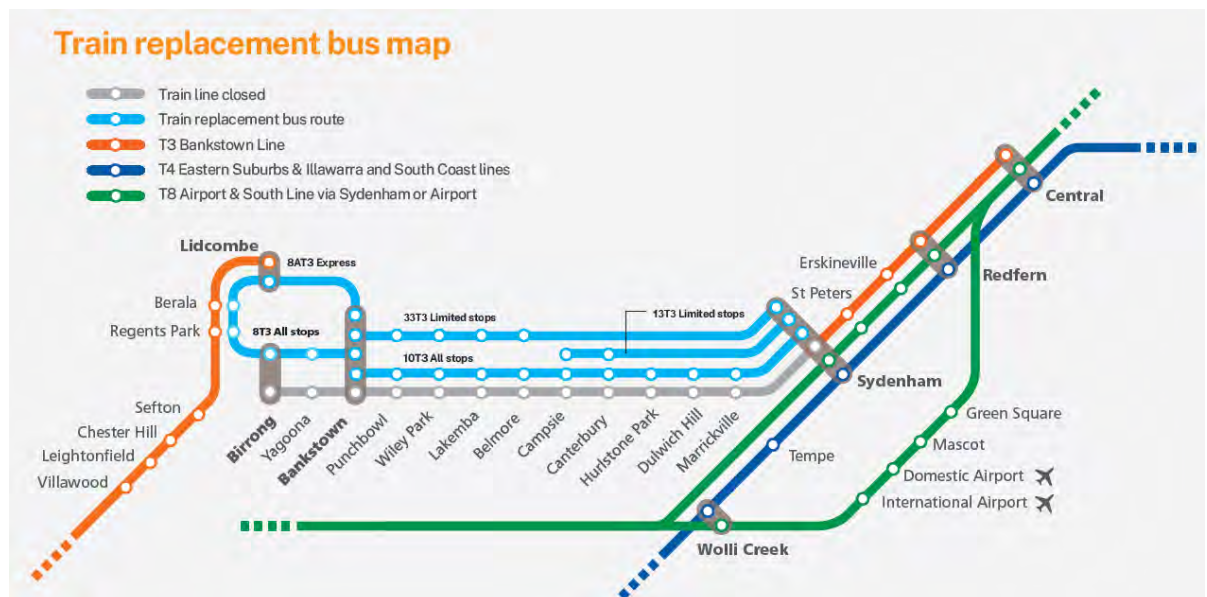 Train replacement bus map
Train line closed
Train replacement bus route
T3 Bankstown Line
T4 Eastern Suburbs & Illawarra and South Coast lines
T8 Airport & South Line via Sydenham or Airport
Central
Lidcombe
8AT3 Express
Erskineville
Redfern
Berala
St Peters
Regents Park
8T3 All stops
33T3 Limited stops
13T3 Limited stops
10T3 All stops
Sydenham
Sefton
Chester Hill
Leightonfield
Villawood
Birrong
Yagoona
Bankstown
Punchbowl
Wiley Park
Lakemba
Belmore
Campsie
Canterbury
Hurlstone Park
Dulwich Hill
Marrickville
Green Square
Mascot
Tempe
Domestic Airport
International Airport
Wolli Creek